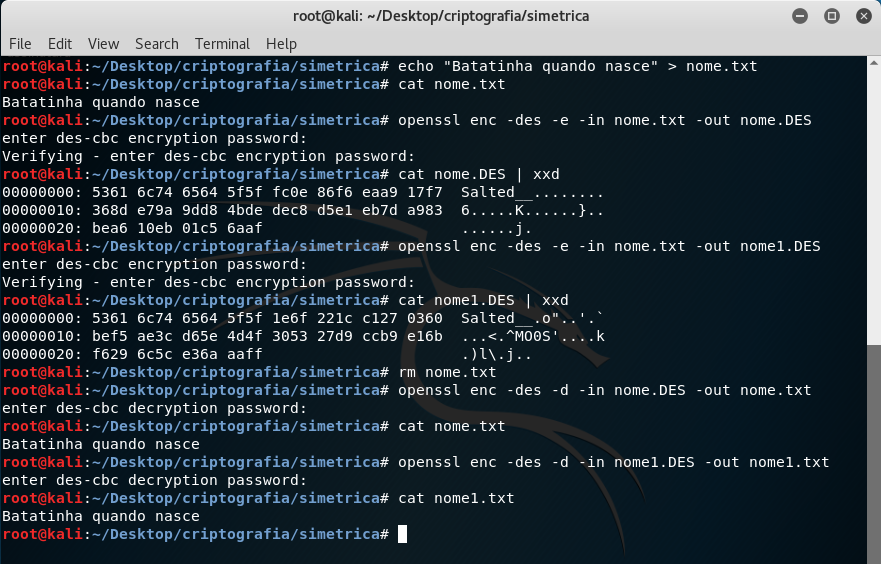 root@kali: ~/Desktop/criptografia/simetrica
File Edit View Search Terminal Help
root@kali:~/Desktop/criptografia/simetrica# echo "Batatinha quando nasce" > nome.txt
root@kali:~/Desktop/criptografia/simetrica# cat nome.txt
Batatinha quando nasce
root@kali:~/Desktop/criptografia/simetrica# openssl enc -des -e -in nome.txt -out nome.DES
enter des-cbc encryption password:
Verifying - enter des-cbc encryption password:
root@kali:~/Desktop/criptografia/simetrica# cat nome.DES | xxd
00000000: 5361 6c74 6564 5f5f fc0e 86f6 eaa9 17f7  Salted__........
00000010: 368d e79a 9dd8 4bde dec8 d5e1 eb7d a983  6.....K......}..
00000020: bea6 10eb 01c5 6aaf                      ......j.
root@kali:~/Desktop/criptografia/simetrica# openssl enc -des -e -in nome.txt -out nome1.DES
enter des-cbc encryption password:
Verifying - enter des-cbc encryption password:
root@kali:~/Desktop/criptografia/simetrica# cat nome1.DES | xxd
00000000: 5361 6c74 6564 5f5f 1e6f 221c c127 0360  Salted__.o"..'.`
00000010: bef5 ae3c d65e 4d4f 3053 27d9 ccb9 e16b  ...<.^MO0S'....k
00000020: f629 6c5c e36a aaff                      .)l\.j..
root@kali:~/Desktop/criptografia/simetrica# rm nome.txt
root@kali:~/Desktop/criptografia/simetrica# openssl enc -des -d -in nome.DES -out nome.txt
enter des-cbc decryption password:
root@kali:~/Desktop/criptografia/simetrica# cat nome.txt
Batatinha quando nasce
root@kali:~/Desktop/criptografia/simetrica# openssl enc -des -d -in nome1.DES -out nome1.txt
enter des-cbc decryption password:
root@kali:~/Desktop/criptografia/simetrica# cat nome1.txt
Batatinha quando nasce
root@kali:~/Desktop/criptografia/simetrica#